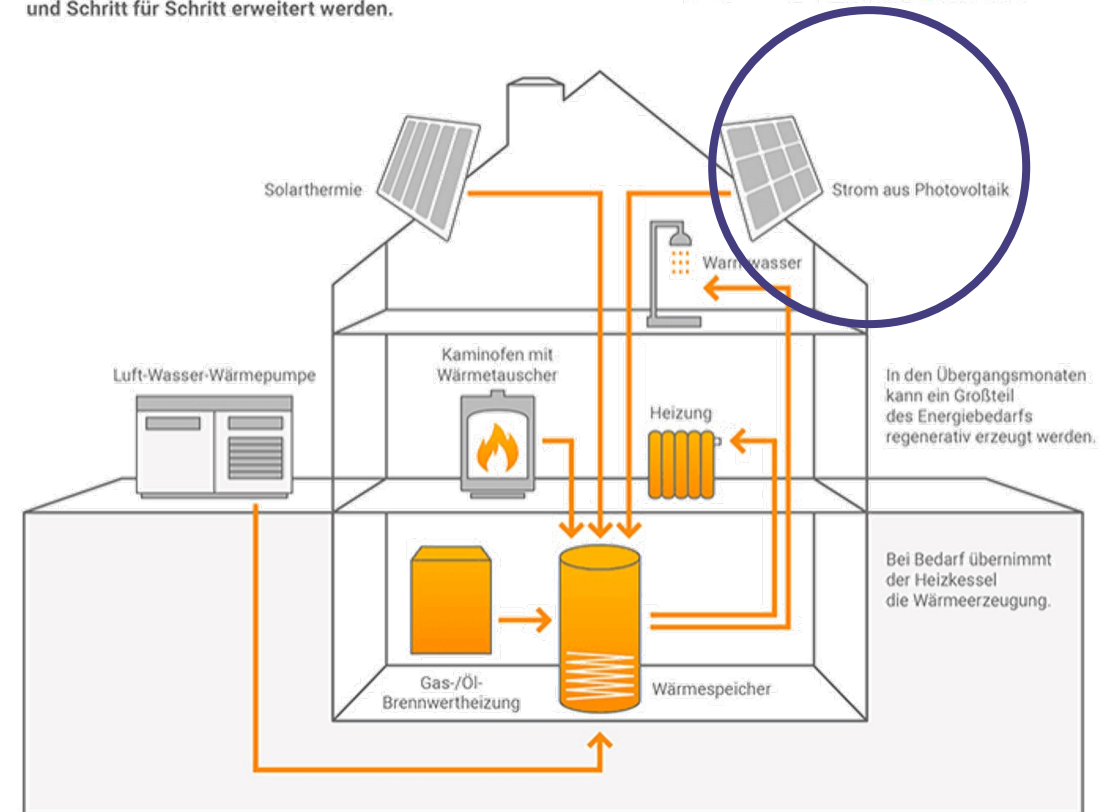 und Schritt für Schritt erweitert werden.
Solarthermie
Strom aus Photovoltaik
Warmwasser
Kaminofen mit
Wärmetauscher
Luft-Wasser-Wärmepumpe
Heizung
In den Übergangsmonaten
kann ein Großteil
des Energiebedarfs
regenerativ erzeugt werden.
Bei Bedarf übernimmt
der Heizkessel
die Wärmeerzeugung.
Gas-/Öl-
Brennwertheizung
Wärmespeicher